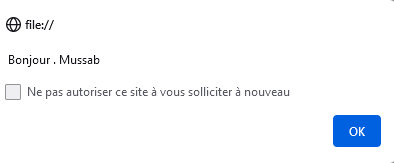 file://
Bonjour . Mussab
Ne pas autoriser ce site à vous solliciter à nouveau
OK